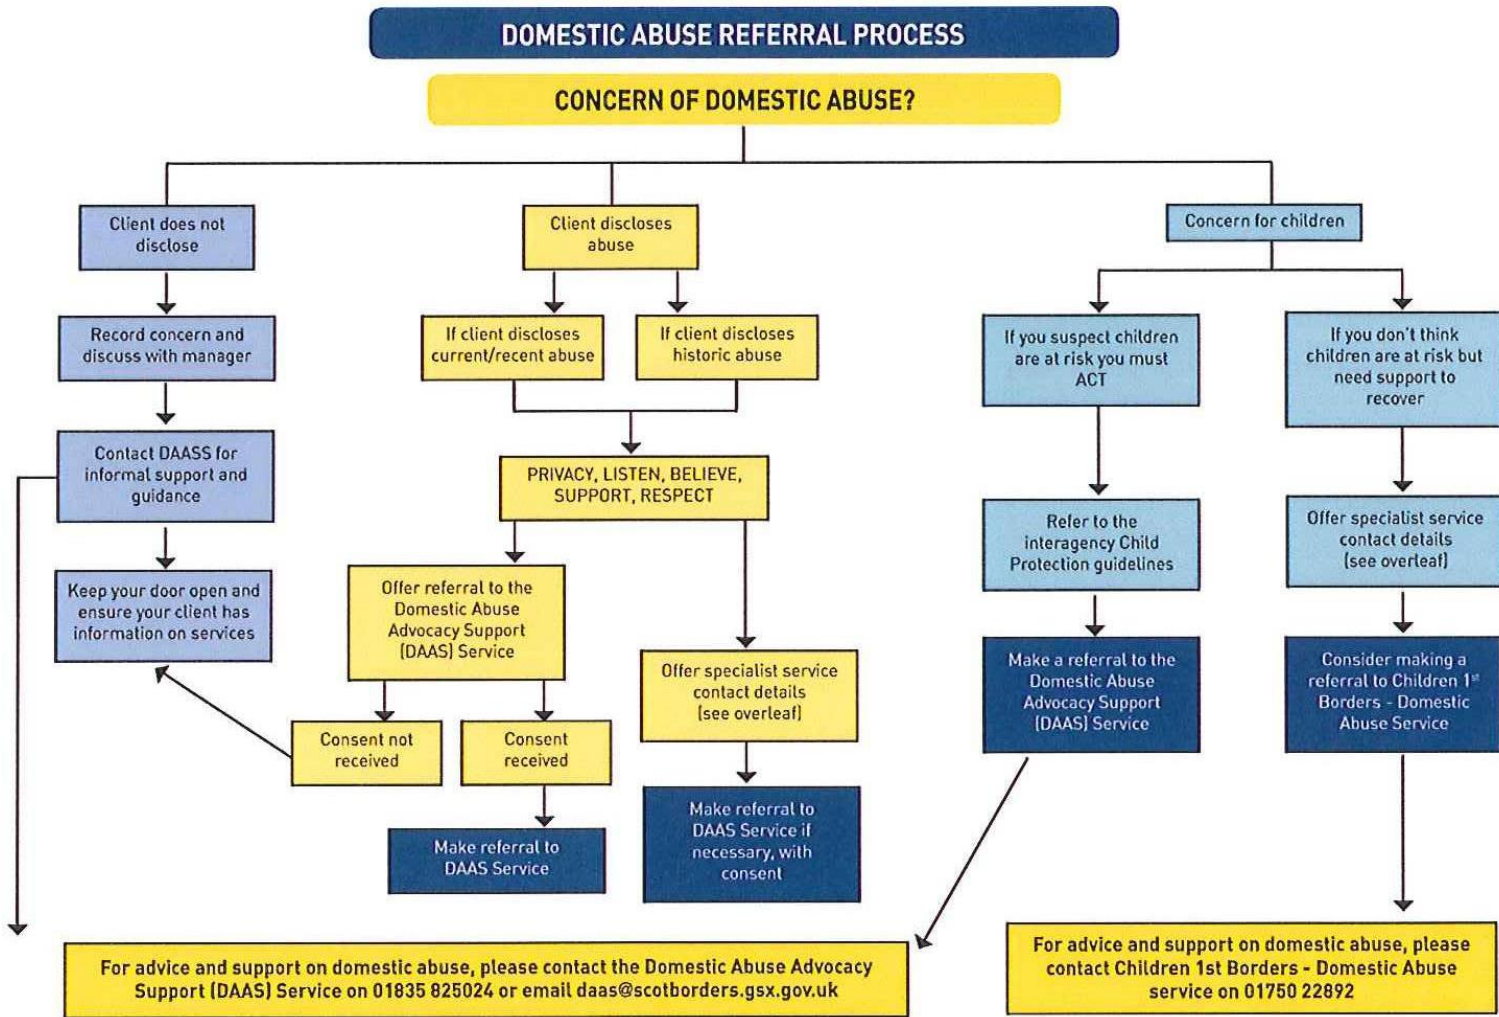 DOMESTIC ABUSE REFERRAL PROCESS
CONCERN OF DOMESTIC ABUSE?
Client does not
disclose
Record concern and
discuss with manager
Contact DAASS for
informal support and
guidance
Keep your door open and
ensure your client has
information on services
Client discloses
abuse
If client discloses
current/recent abuse
If client discloses
historic abuse
PRIVACY, LISTEN, BELIEVE,
SUPPORT, RESPECT
Offer referral to the
Domestic Abuse
Advocacy Support
(DAAS) Service
Consent not
received
Consent
received
Make referral to
DAAS Service
Offer specialist service
contact details
(see overleaf)
Make referral to
DAAS Service if
necessary, with
consent
Concern for children
If you suspect children
are at risk you must
ACT
Refer to the
interagency Child
Protection guidelines
Make a referral to the
Domestic Abuse
Advocacy Support
(DAAS) Service
If you don't think
children are at risk but
need support to
recover
Offer specialist service
contact details
(see overleaf)
Consider making a
referral to Children 1st
Borders - Domestic
Abuse Service
For advice and support on domestic abuse, please contact the Domestic Abuse Advocacy
Support (DAAS) Service on 01835 825024 or email daas@scotborders.gsx.gov.uk
For advice and support on domestic abuse, please
contact Children 1st Borders - Domestic Abuse
service on 01750 22892